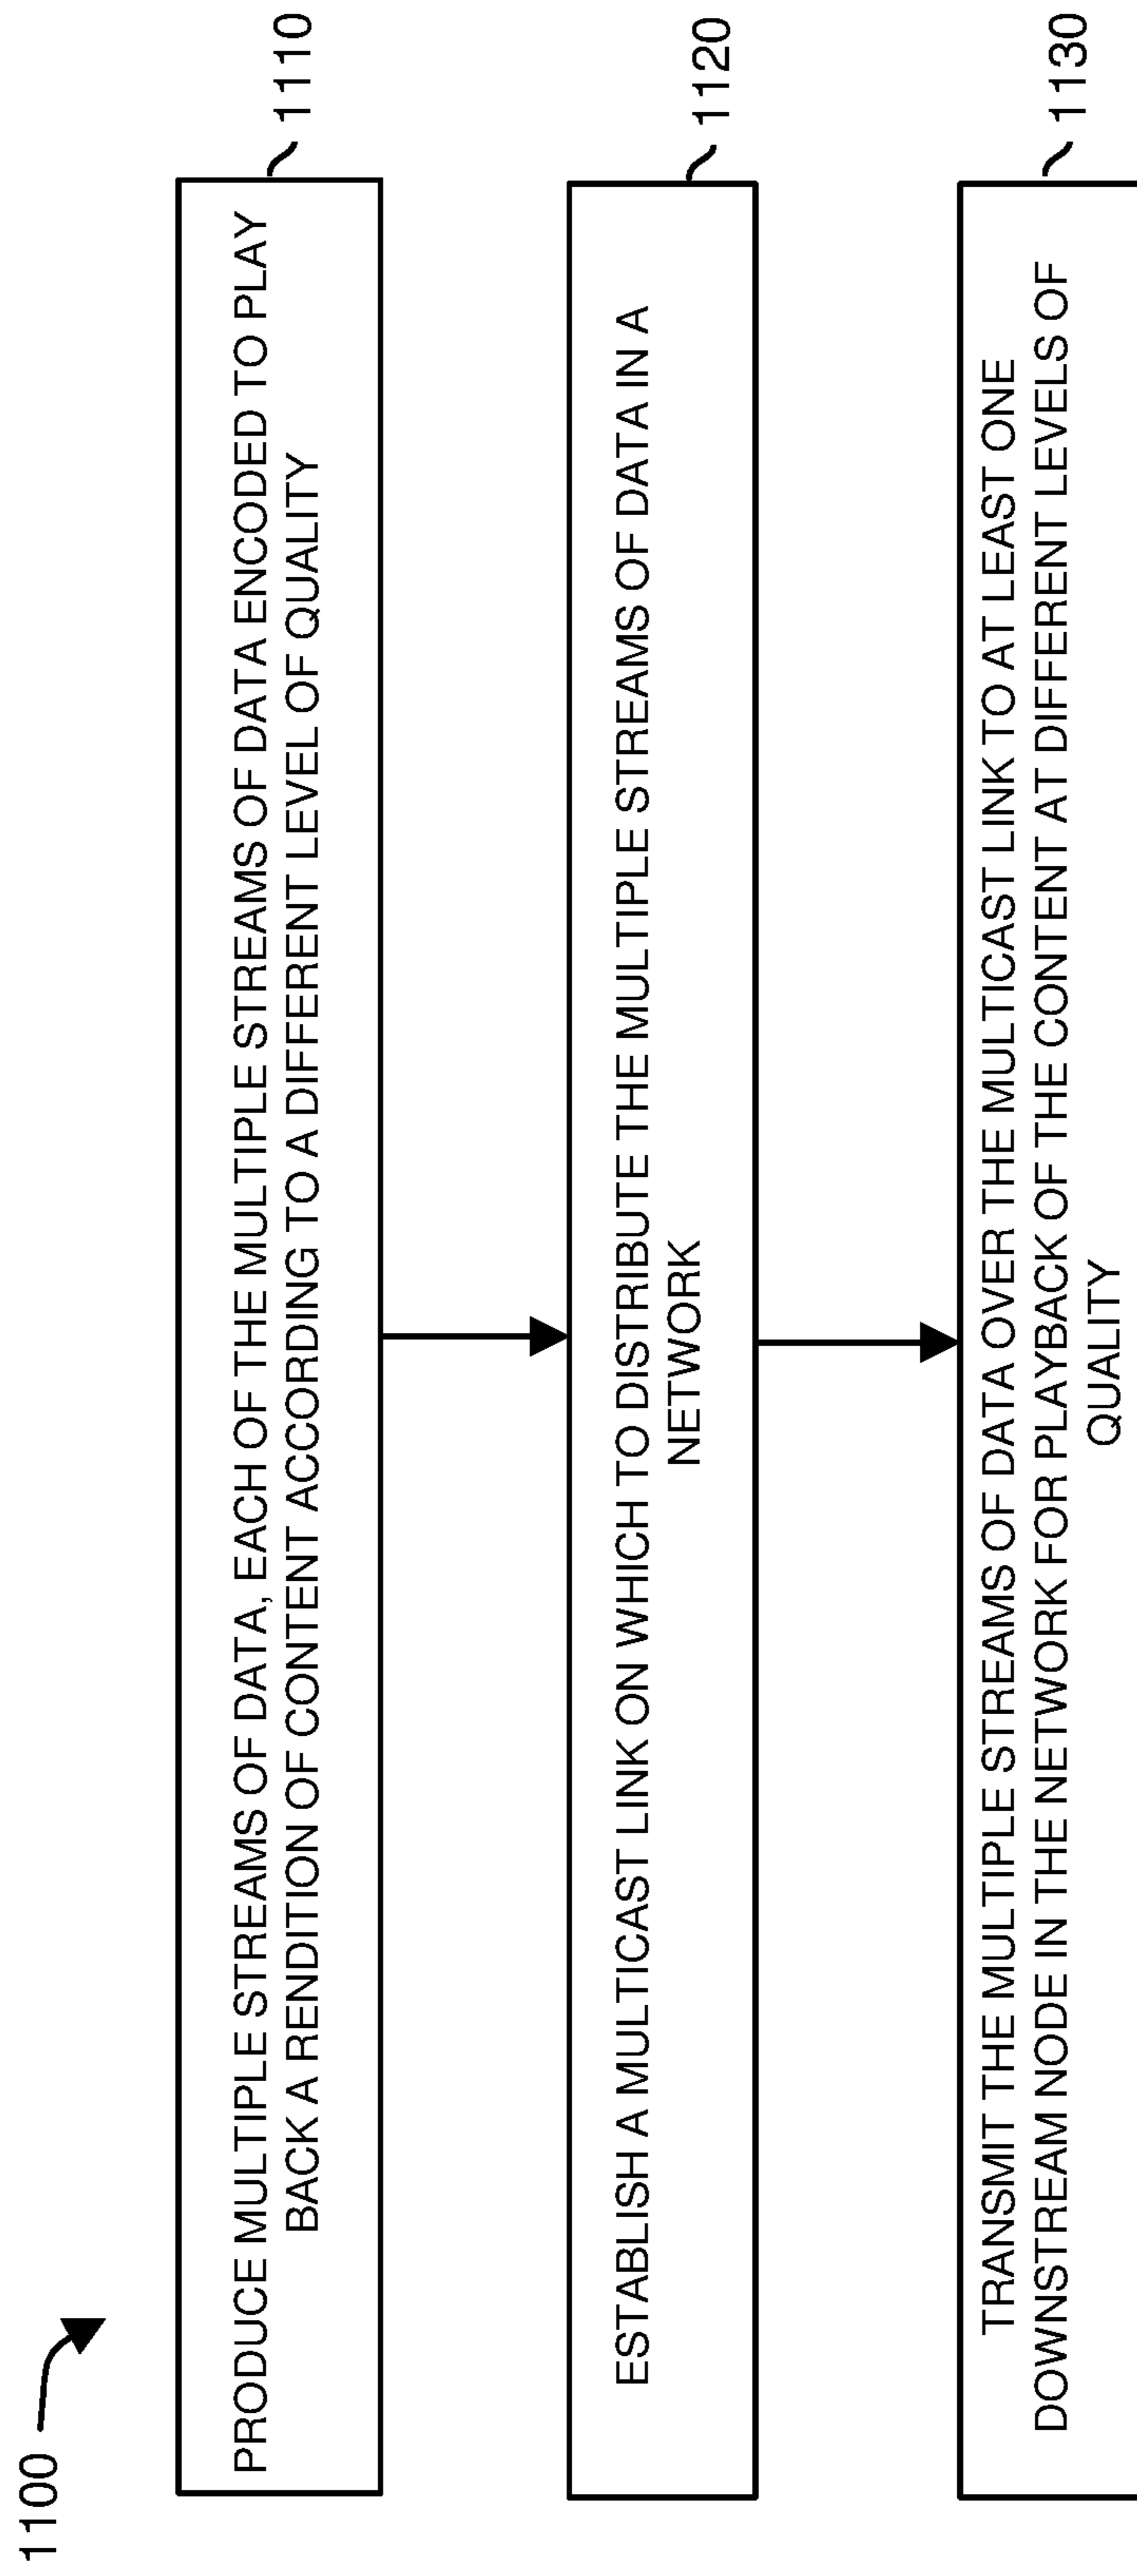 1100
PRODUCE MULTIPLE STREAMS OF DATA, EACH OF THE MULTIPLE STREAMS OF DATA ENCODED TO PLAY
BACK A RENDITION OF CONTENT ACCORDING TO A DIFFERENT LEVEL OF QUALITY
1110
ESTABLISH A MULTICAST LINK ON WHICH TO DISTRIBUTE THE MULTIPLE STREAMS OF DATA IN A
NETWORK
1120
TRANSMIT THE MULTIPLE STREAMS OF DATA OVER THE MULTICAST LINK TO AT LEAST ONE
DOWNSTREAM NODE IN THE NETWORK FOR PLAYBACK OF THE CONTENT AT DIFFERENT LEVELS OF
QUALITY
1130